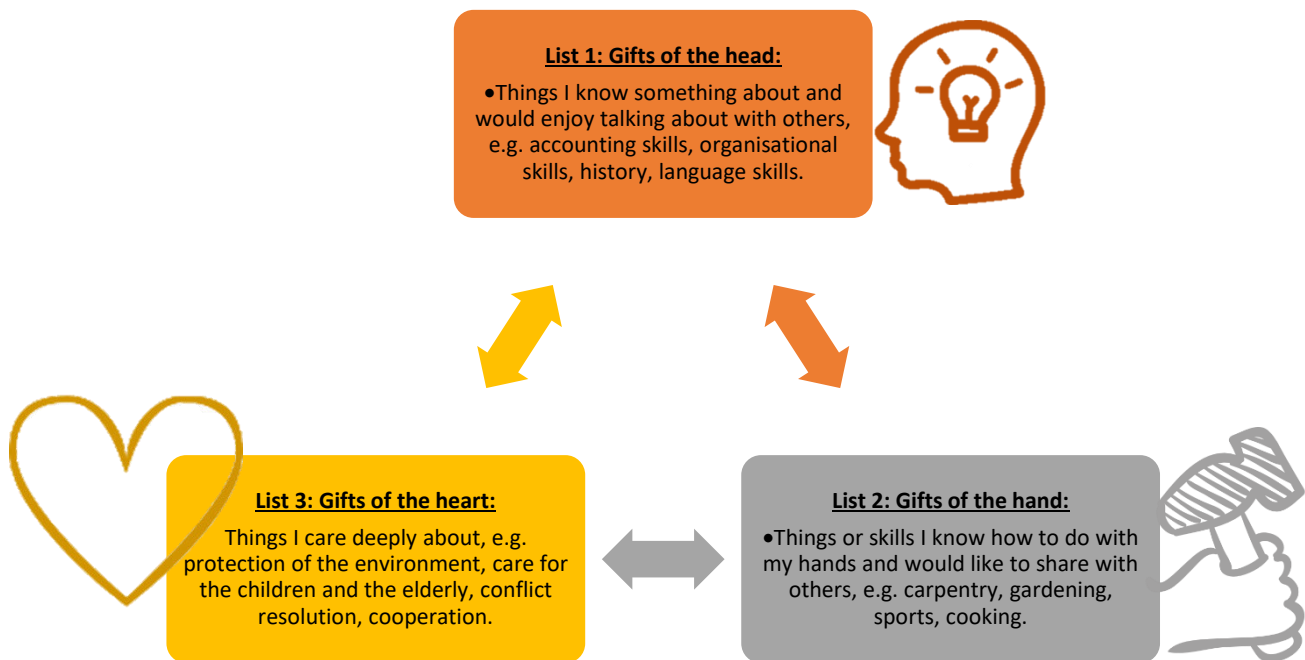 List 1: Gifts of the head:
•Things I know something about and
would enjoy talking about with others,
e.g. accounting skills, organisational
skills, history, language skills.
List 3: Gifts of the heart:
Things I care deeply about, e.g.
protection of the environment, care for
the children and the elderly, conflict
resolution, cooperation.
List 2: Gifts of the hand:
•Things or skills I know how to do with
my hands and would like to share with
others, e.g. carpentry, gardening,
sports, cooking.